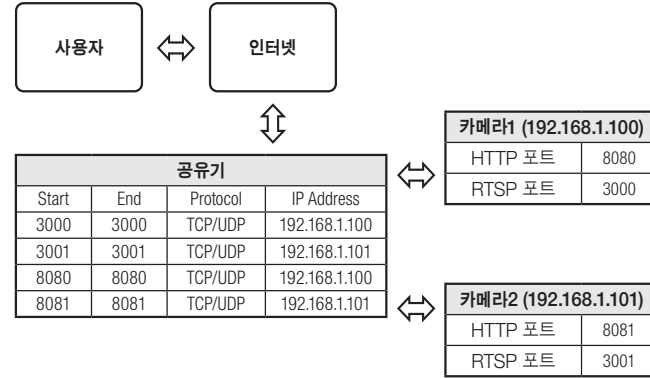 사용자
인터넷
공유기
Start End Protocol IP Address
3000 3000 TCP/UDP 192.168.1.100
3001 3001 TCP/UDP 192.168.1.101
8080 8080 TCP/UDP 192.168.1.100
8081 8081 TCP/UDP 192.168.1.101
카메라1 (192.168.1.100)
HTTP 포트 8080
RTSP 포트 3000
카메라2 (192.168.1.101)
HTTP 포트 8081
RTSP 포트 3001